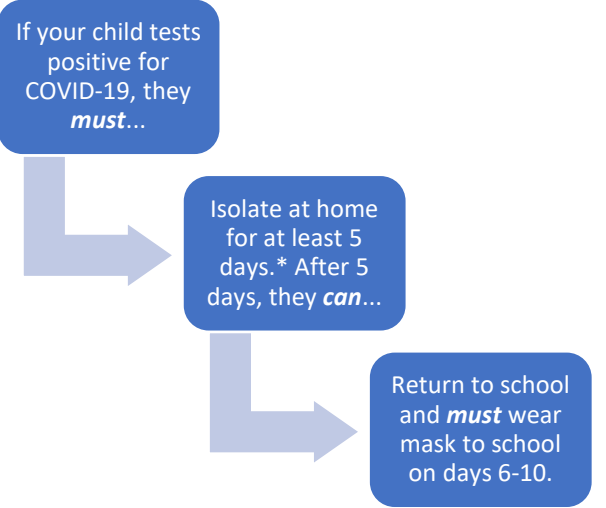 If your child tests
positive for
COVID-19, they
must...
Isolate at home
for at least 5
days.* After 5
days, they can...
Return to school
and must wear
mask to school
on days 6-10.